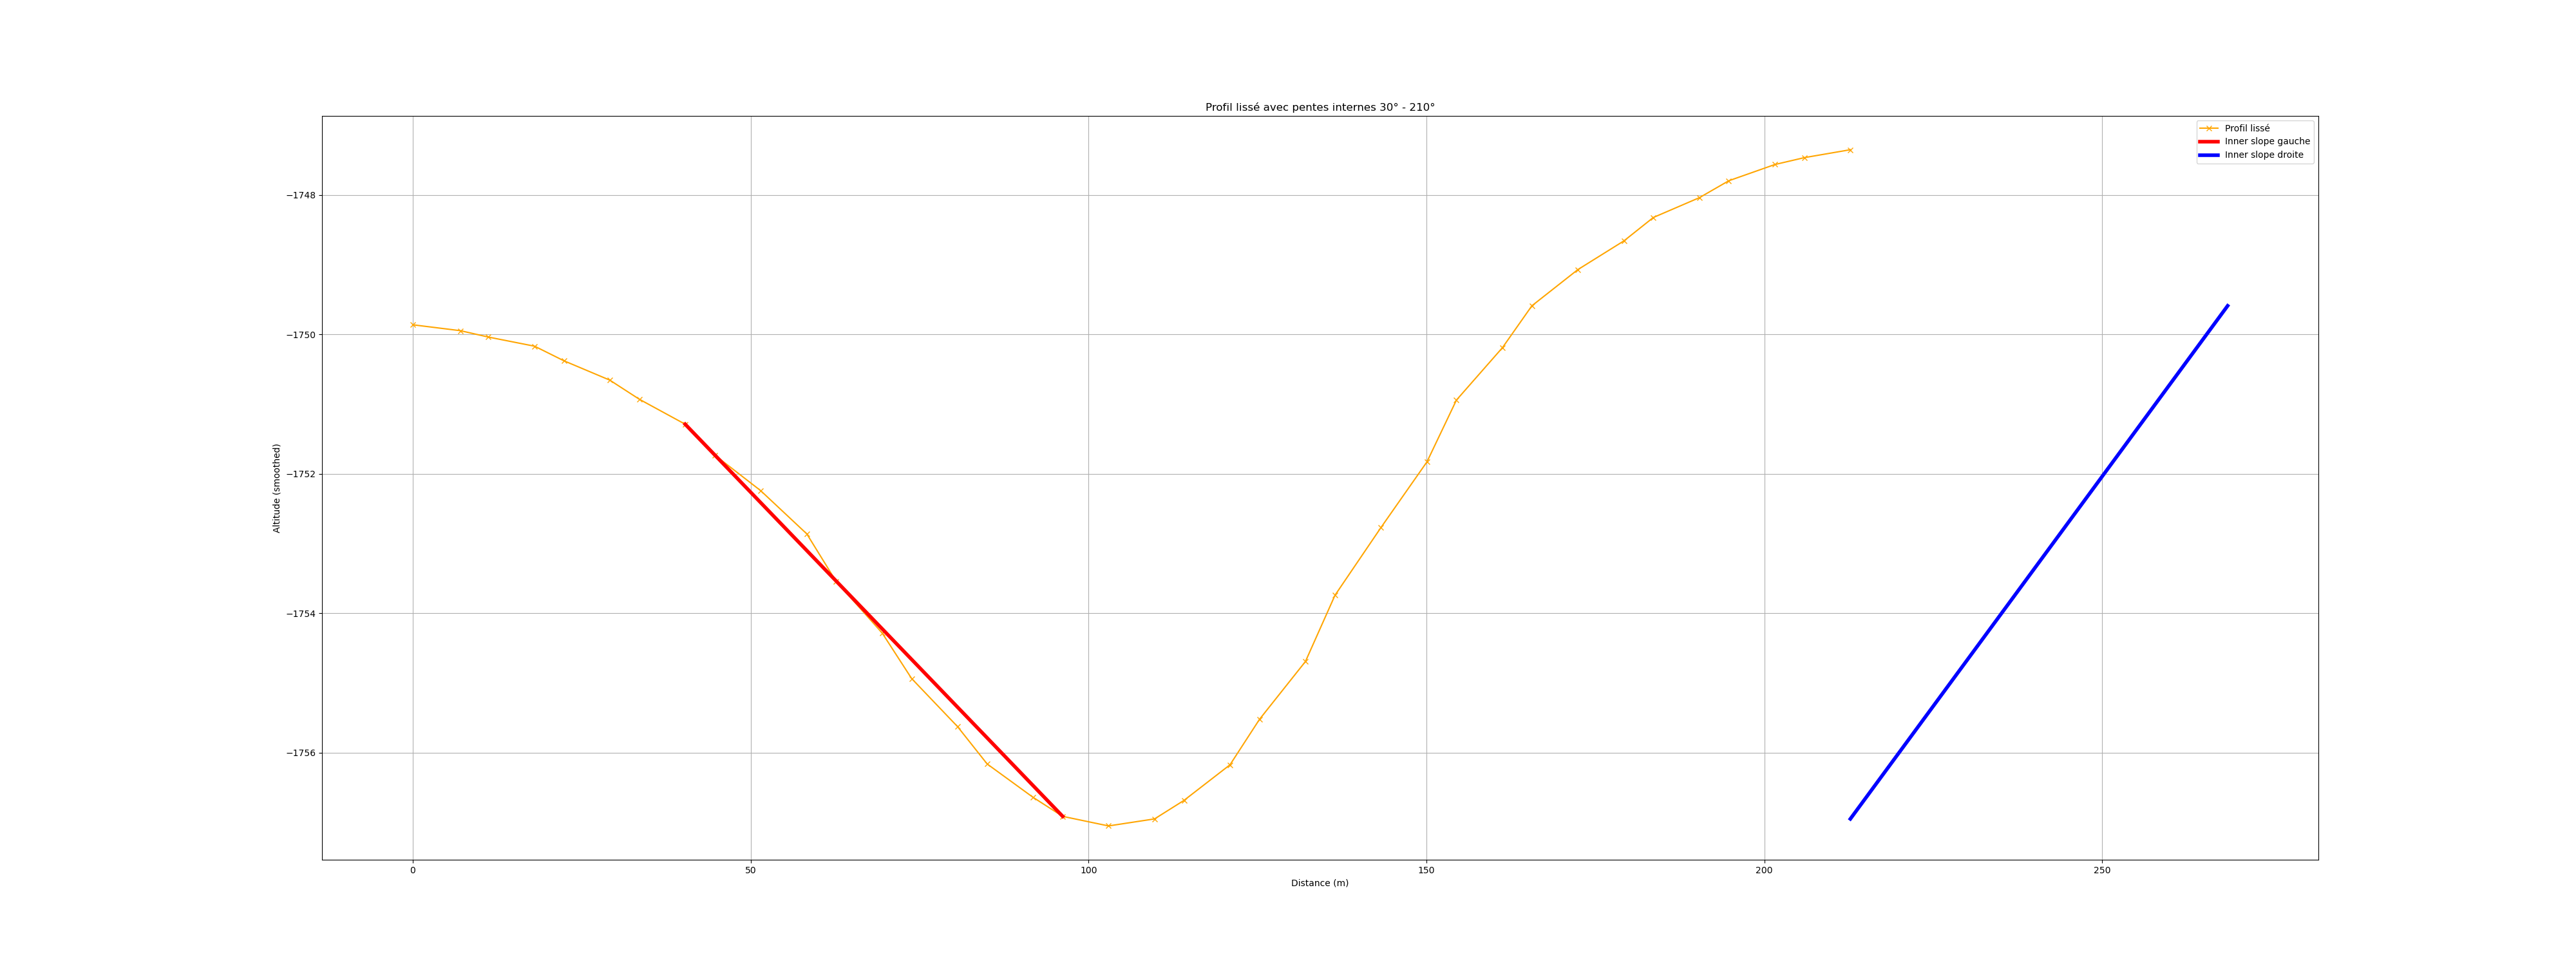 Profil lissé avec pentes internes 30° - 210°
Profil lissé
Inner slope gauche
Inner slope droite
−1748
−1750
−1752
−1754
−1756
Altitude (smoothed)
0
50
100
150
200
250
Distance (m)